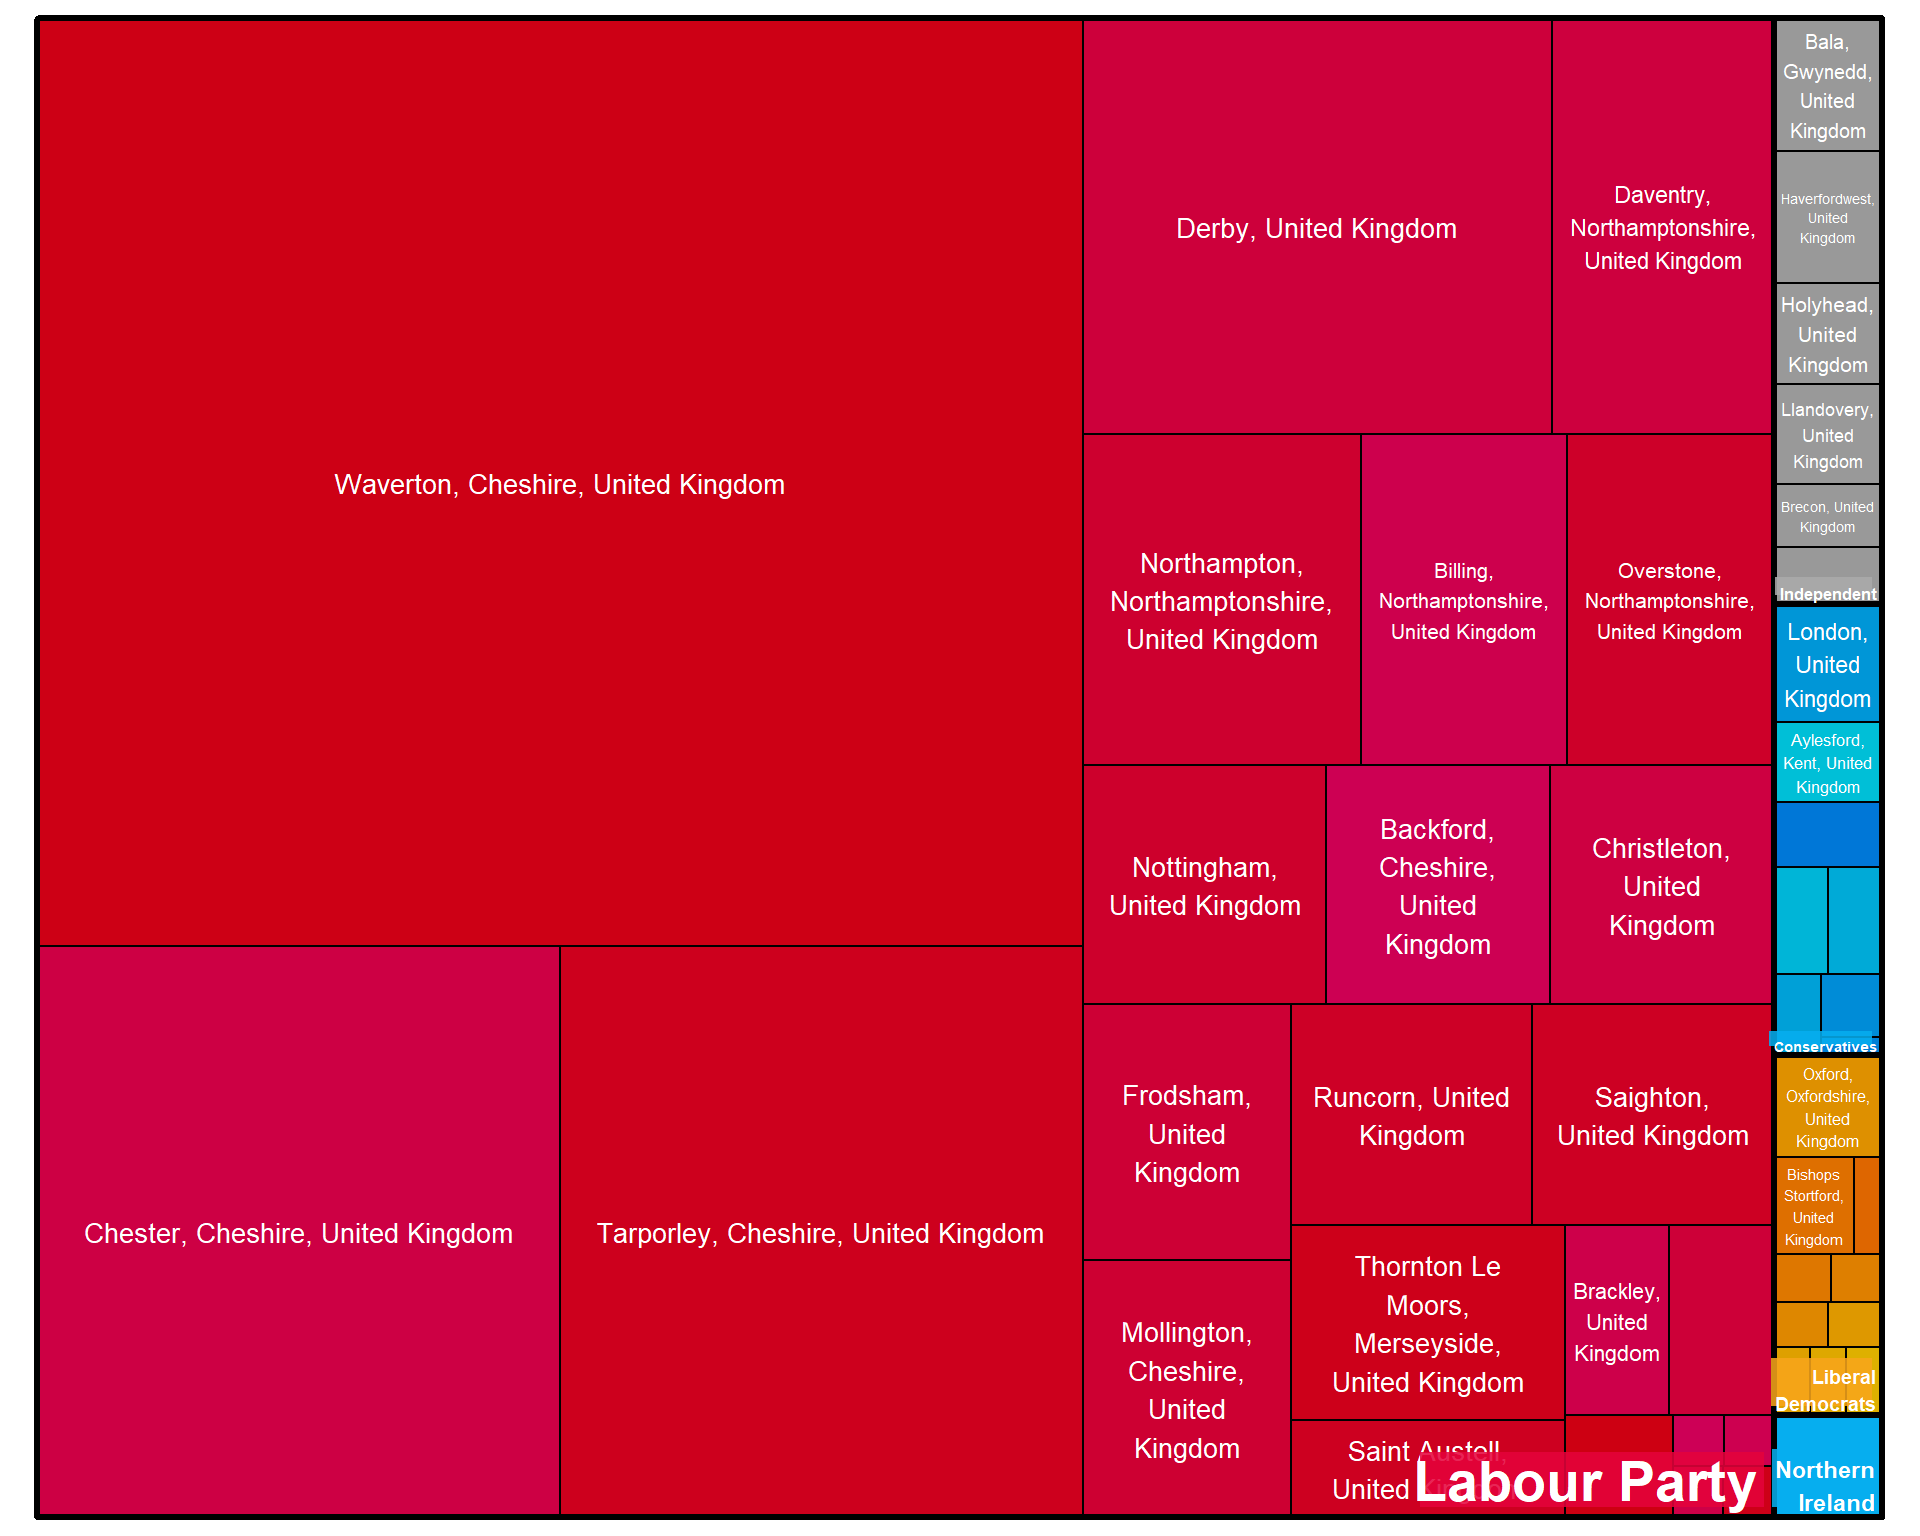 Waverton, Cheshire, United Kingdom
Chester, Cheshire, United Kingdom
Tarporley, Cheshire, United Kingdom
Derby, United Kingdom
Daventry,
Northamptonshire,
United Kingdom
Northampton,
Northamptonshire,
United Kingdom
Billing,
Northamptonshire,
United Kingdom
Overstone,
Northamptonshire,
United Kingdom
Nottingham,
United Kingdom
Backford,
Cheshire,
United
Kingdom
Christleton,
United
Kingdom
Frodsham,
United
Kingdom
Runcorn, United
Kingdom
Saighton,
United Kingdom
Mollington,
Cheshire,
United
Kingdom
Thornton Le
Moors,
Merseyside,
United Kingdom
Brackley,
United
Kingdom
Saint Austell,
United Kingdom
Labour Party
Bala,
Gwynedd,
United
Kingdom
Haverfordwest,
United
Kingdom
Holyhead,
United
Kingdom
Llandovery,
United
Kingdom
Brecon, United
Kingdom
Independent
London,
United
Kingdom
Aylesford,
Kent, United
Kingdom
Conservatives
Oxford,
Oxfordshire,
United
Kingdom
Bishops
Stortford,
United
Kingdom
Liberal
Democrats
Northern
Ireland